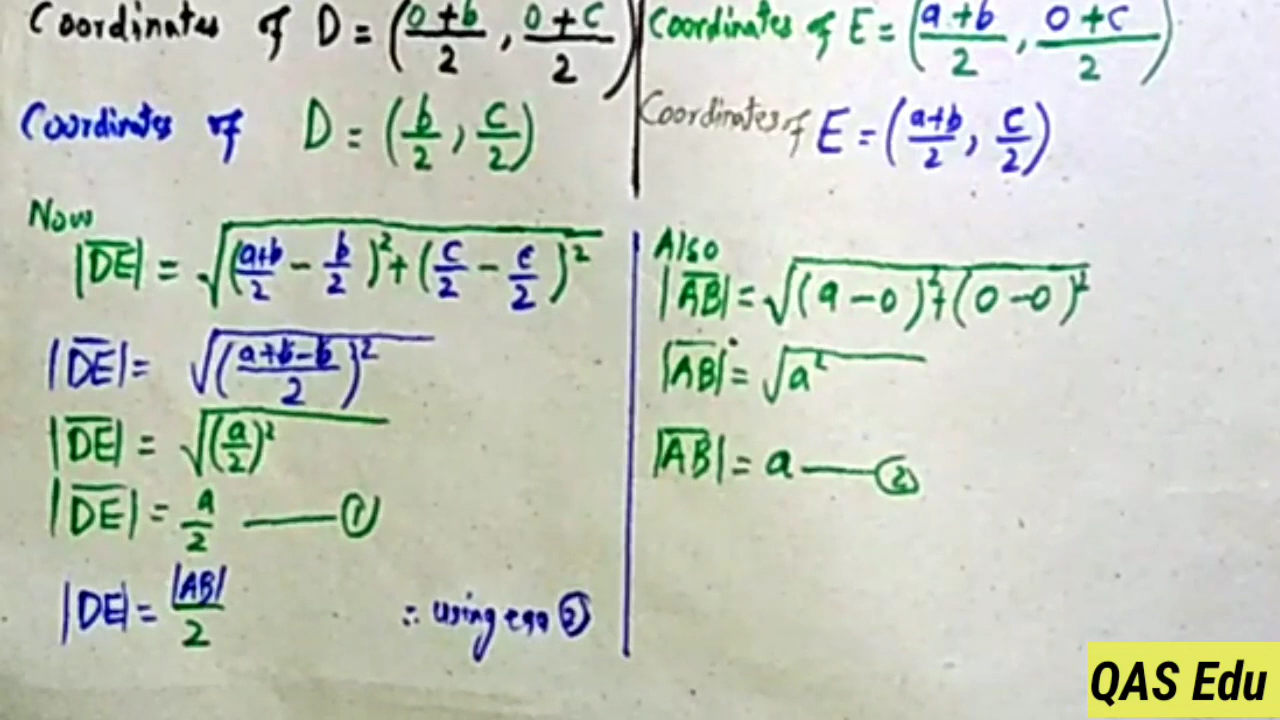 Coordinates of D = (0+b/2, 0+c/2)
Coordinates of D = (b/2, c/2)
Now
|DE| = √(a+b/2 - b/2)² + (c/2 - c/2)²
|DE| = √(a+b-b/2)²
|DE| = √(a/2)²
|DE| = a/2 —— ①
|DE| = |AB|/2 ∴ using eqn ②
Coordinates of E = (a+b/2, 0+c/2)
Coordinates of E = (a+b/2, c/2)
Also
|AB| = √(a-0)² + (0-0)²
|AB| = √a²
|AB| = a —— ②
QAS Edu